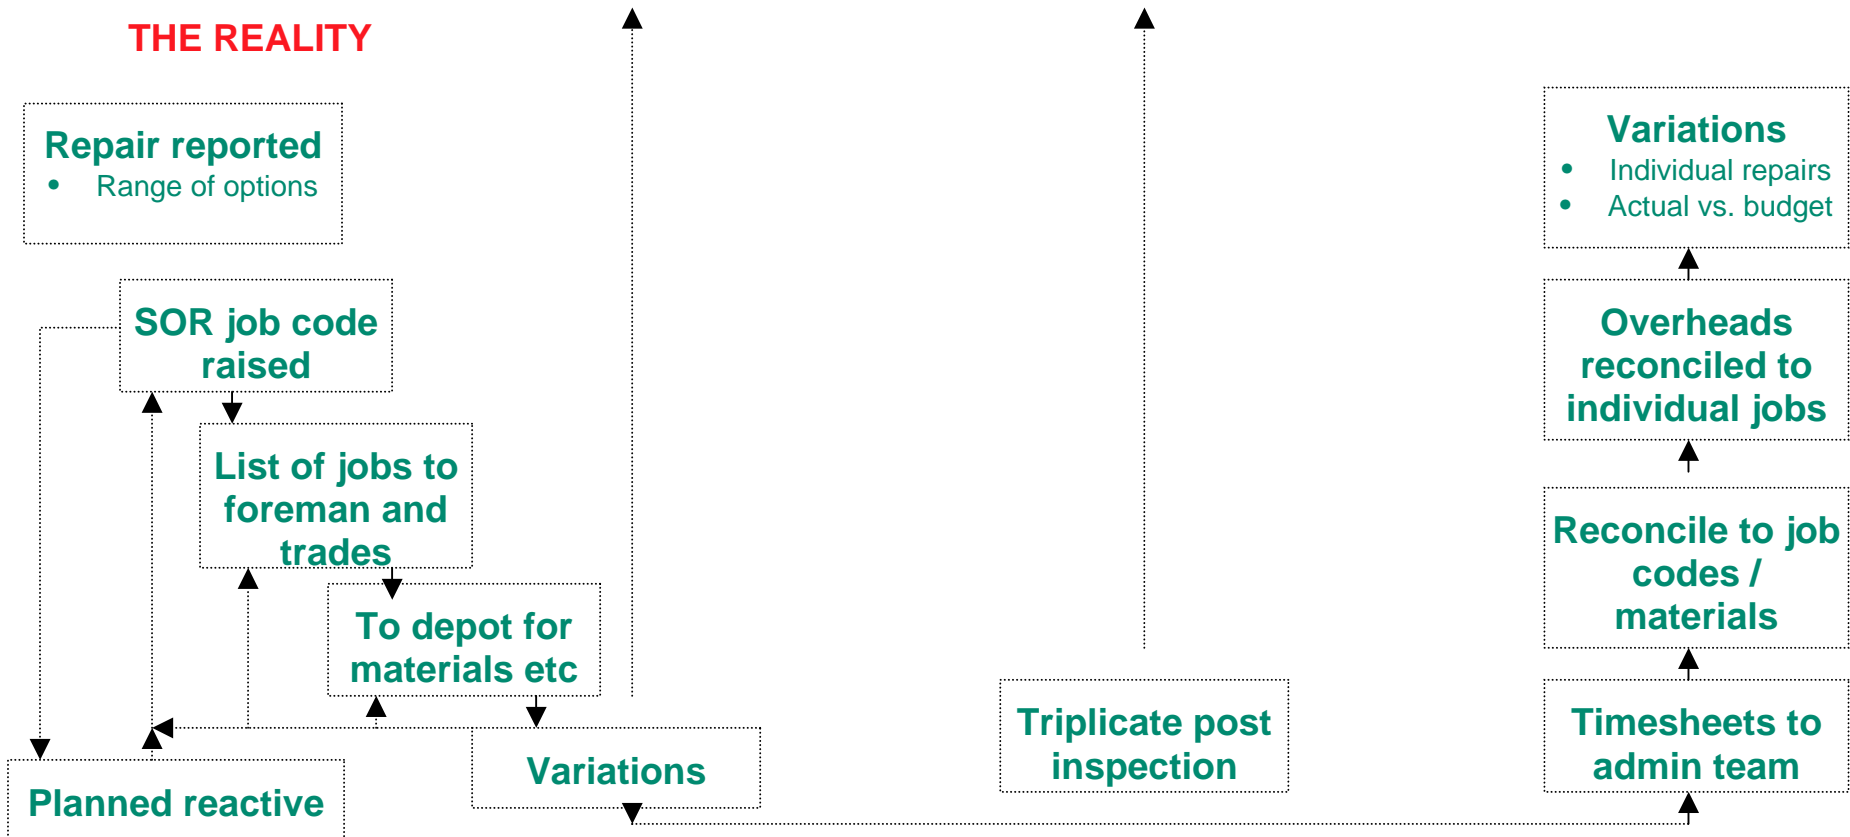 THE REALITY
Repair reported
• Range of options
SOR job code
raised
List of jobs to
foreman and
trades
To depot for
materials etc
Variations
Planned reactive
Triplicate post
inspection
Variations
• Individual repairs
• Actual vs. budget
Overheads
reconciled to
individual jobs
Reconcile to job
codes /
materials
Timesheets to
admin team